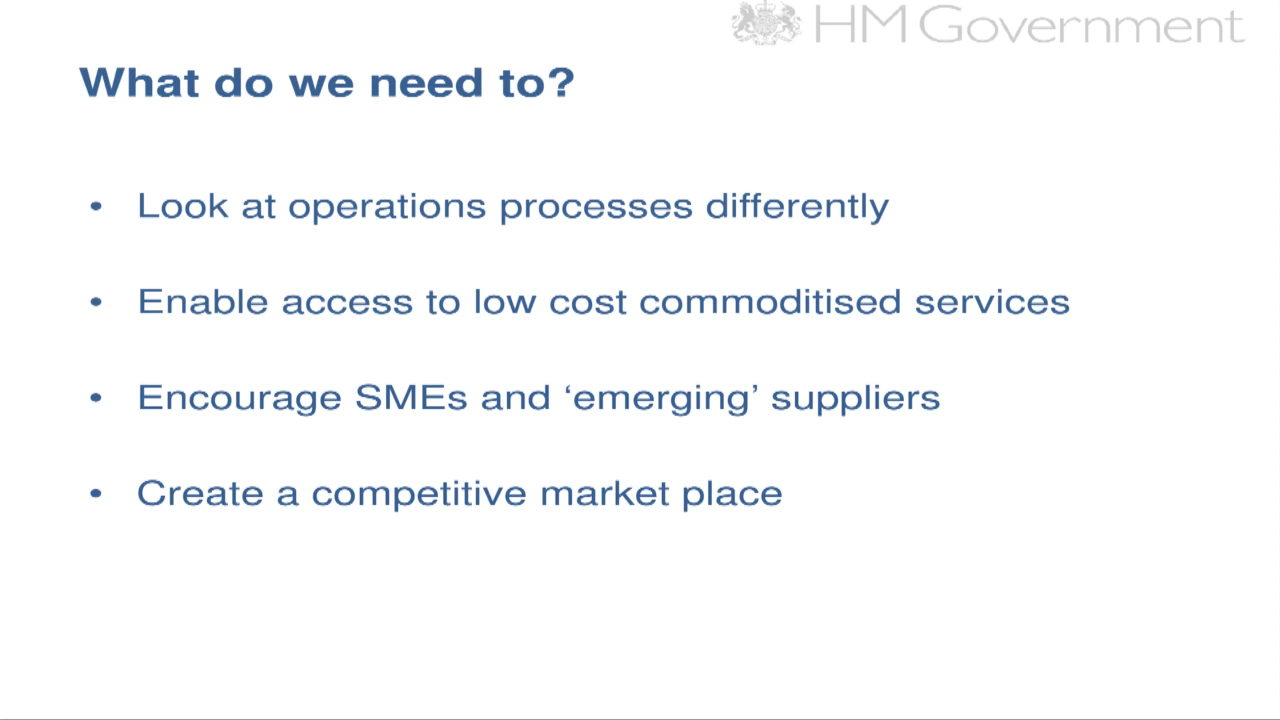 HM Government
What do we need to?
• Look at operations processes differently
• Enable access to low cost commoditised services
• Encourage SMEs and ‘emerging’ suppliers
• Create a competitive market place